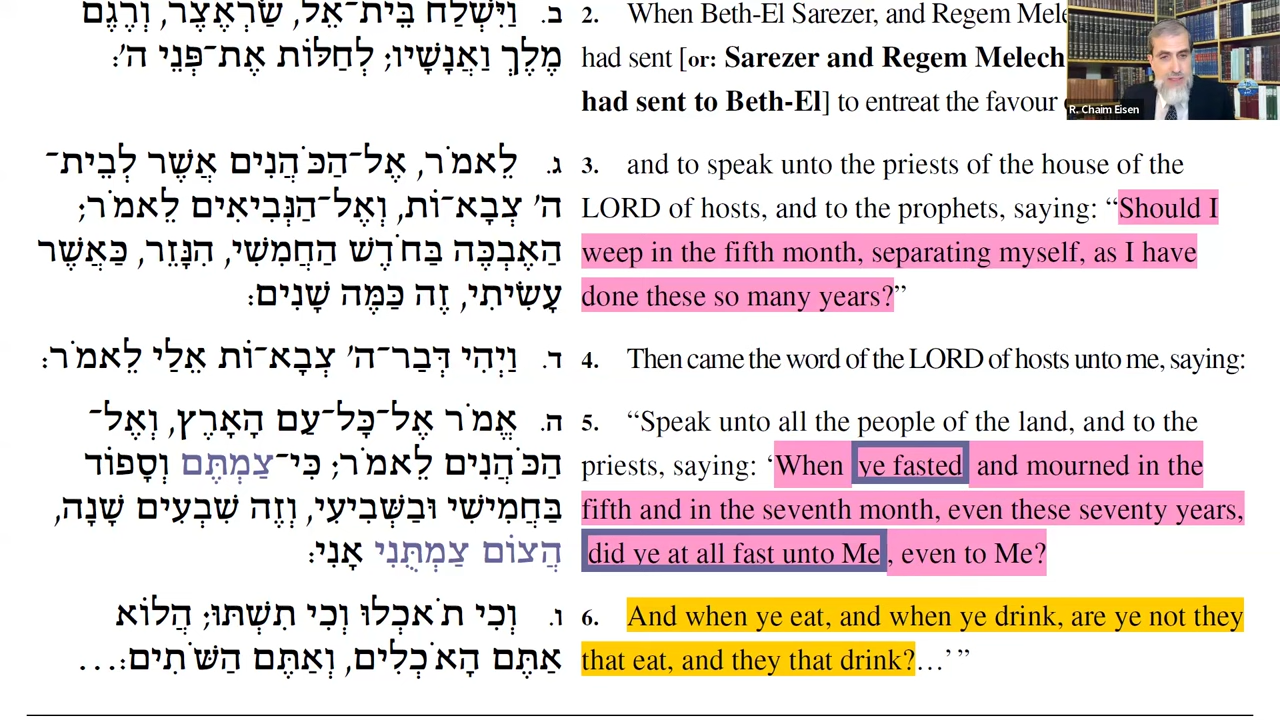 ב. וַיִּשְׁלַח בֵּית־אֵל, שַׂרְאֶצֶר, וְרֶגֶם
מֶלֶךְ וַאֲנָשָׁיו; לְחַלּוֹת אֶת־פְּנֵי ה':
2. When Beth-El Sarezer, and Regem
had sent [or: Sarezer and Regem Melech
had sent to Beth-El] to entreat the favour
R. Chaim Eisen
ג. לֵאמֹר, אֶל־הַכֹּהֲנִים אֲשֶׁר לְבֵית־
ה' צְבָא־וֹת, וְאֶל־הַנְּבִיאִים לֵאמֹר;
הַאֶבְכֶּה בַּחֹדֶשׁ הַחֲמִשִׁי, הִנָּזֵר, כַּאֲשֶׁר
עָשִׂיתִי, זֶה כַּמֶּה שָׁנִים:
3. and to speak unto the priests of the house of the
LORD of hosts, and to the prophets, saying: “Should I
weep in the fifth month, separating myself, as I have
done these so many years?”
ד. וַיְהִי דְּבַר־ה' צְבָא־וֹת אֵלַי לֵאמֹר:
4. Then came the word of the LORD of hosts unto me, saying:
ה. אֱמֹר אֶל־כָּל־עַם הָאָרֶץ, וְאֶל־
הַכֹּהֲנִים לֵאמֹר; כִּי־צַמְתֶּם וְסָפוֹד
בַּחֲמִישִׁי וּבַשְּׁבִיעִי, וְזֶה שִׁבְעִים שָׁנָה,
הֲצוֹם צַמְתֻּנִי אָנִי:
5. “Speak unto all the people of the land, and to the
priests, saying: ‘When ye fasted and mourned in the
fifth and in the seventh month, even these seventy years,
did ye at all fast unto Me, even to Me?
ו. וְכִי תֹאכְלוּ וְכִי תִשְׁתּוּ; הֲלוֹא
אַתֶּם הָאֹכְלִים, וְאַתֶּם הַשֹּׁתִים:...
6. And when ye eat, and when ye drink, are ye not they
that eat, and they that drink?...’ ”